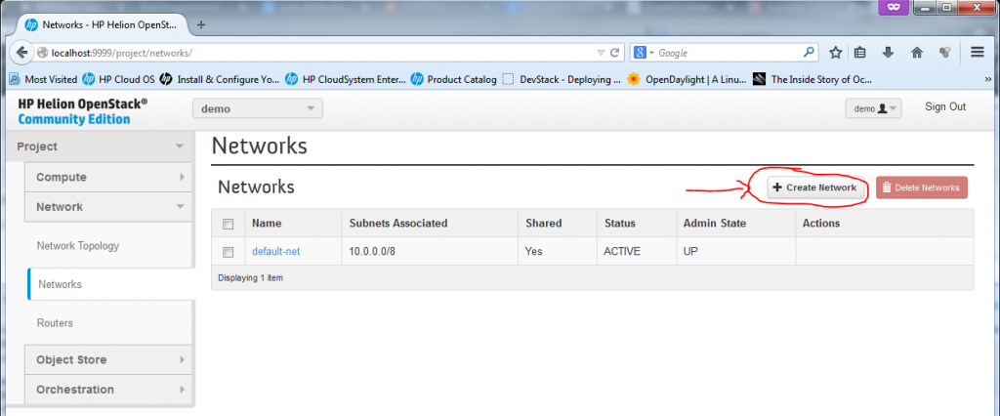 Networks - HP Helion OpenSt...
localhost:9999/project/networks/
Google
Most Visited HP Cloud OS Install & Configure Yo... HP CloudSystem Enter... Product Catalog DevStack - Deploying ... OpenDaylight | A Linu... The Inside Story of Oc... »
HP Helion OpenStack®
Community Edition
demo
demo
Sign Out
Project
Compute
Network
Network Topology
Networks
Routers
Object Store
Orchestration
Networks
Networks
+ Create Network
Delete Networks
Name Subnets Associated Shared Status Admin State Actions
default-net 10.0.0.0/8 Yes ACTIVE UP
Displaying 1 item